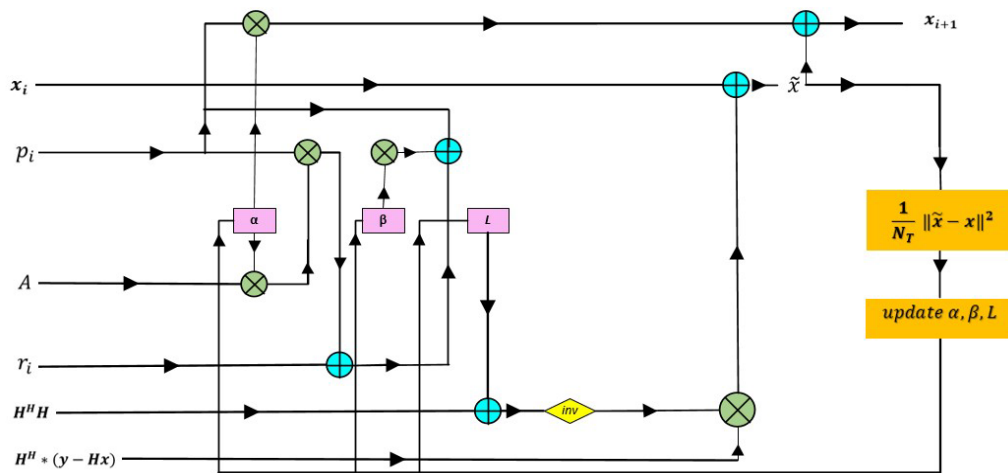 xᵢ₊₁
xᵢ
x̃
pᵢ
α
β
L
1/N_T ‖x̃ − x‖²
A
update α, β, L
rᵢ
HᴴH
inv
Hᴴ ∗ (y − Hx)